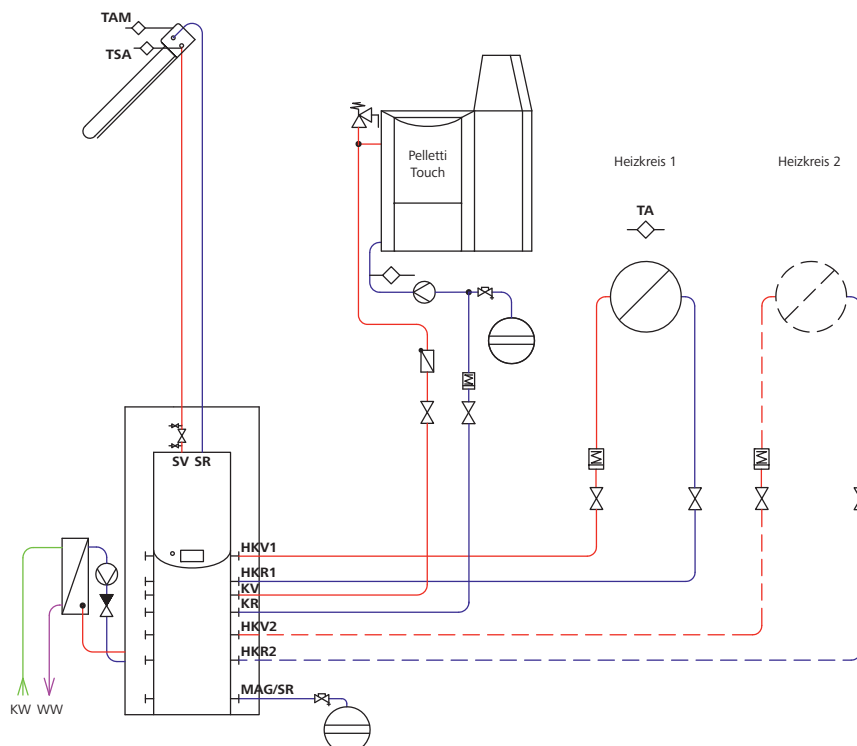 TAM
TSA
Pelletti
Touch
Heizkreis 1
Heizkreis 2
TA
SV SR
HKV1
HKR1
KV
KR
HKV2
HKR2
MAG/SR
KW WW